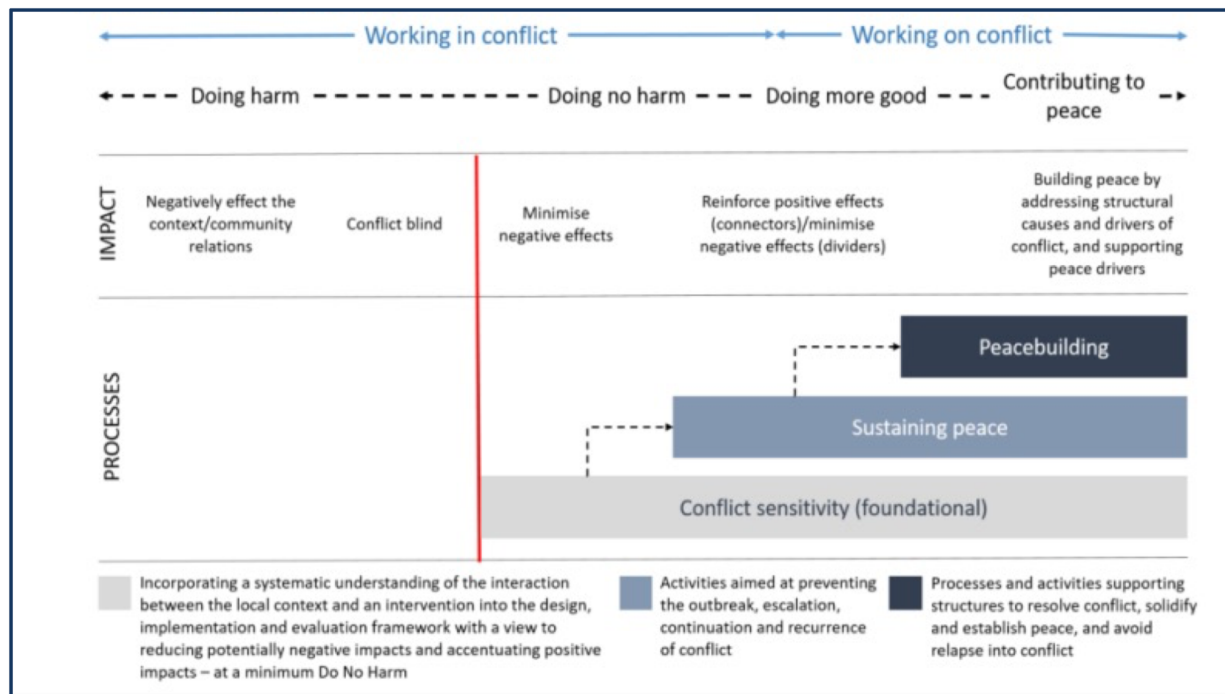 Working in conflict
Working on conflict
Doing harm
Doing no harm
Doing more good
Contributing to
peace
IMPACT
Negatively effect the
context/community
relations
Conflict blind
Minimise
negative effects
Reinforce positive effects
(connectors)/minimise
negative effects (dividers)
Building peace by
addressing structural
causes and drivers of
conflict, and supporting
peace drivers
PROCESSES
Peacebuilding
Sustaining peace
Conflict sensitivity (foundational)
Incorporating a systematic understanding of the interaction
between the local context and an intervention into the design,
implementation and evaluation framework with a view to
reducing potentially negative impacts and accentuating positive
impacts – at a minimum Do No Harm
Activities aimed at preventing
the outbreak, escalation,
continuation and recurrence
of conflict
Processes and activities supporting
structures to resolve conflict, solidify
and establish peace, and avoid
relapse into conflict